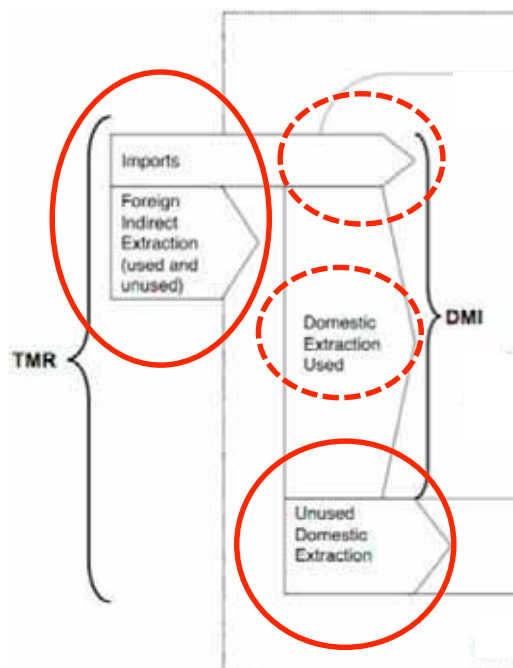 Imports
Foreign
Indirect
Extraction
(used and
unused)
DMI
Domestic
Extraction
Used
TMR
Unused
Domestic
Extraction